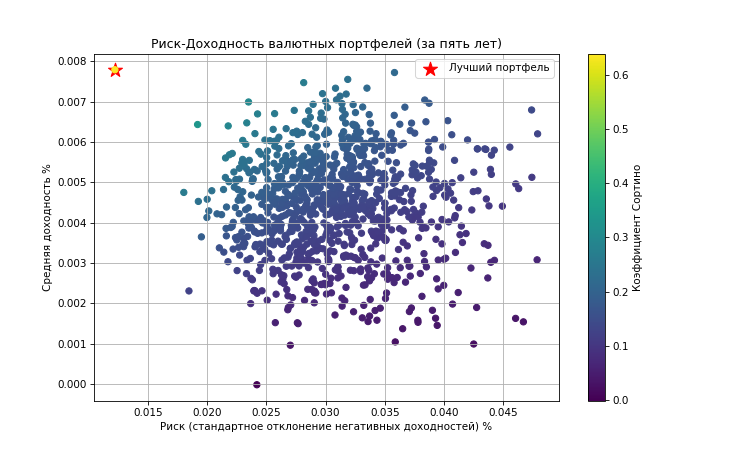 Риск-Доходность валютных портфелей (за пять лет)
Лучший портфель
Средняя доходность %
0.008
0.007
0.006
0.005
0.004
0.003
0.002
0.001
0.000
0.015 0.020 0.025 0.030 0.035 0.040 0.045
Риск (стандартное отклонение негативных доходностей) %
0.6
0.5
0.4
0.3
0.2
0.1
0.0
Коэффициент Сортино